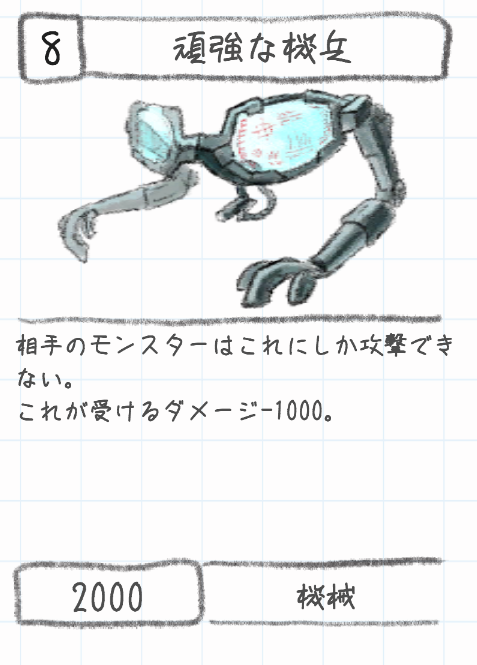 8
頑強な機兵
相手のモンスターはこれにしか攻撃でき
ない。
これが受けるダメージ-1000。
2000
機械